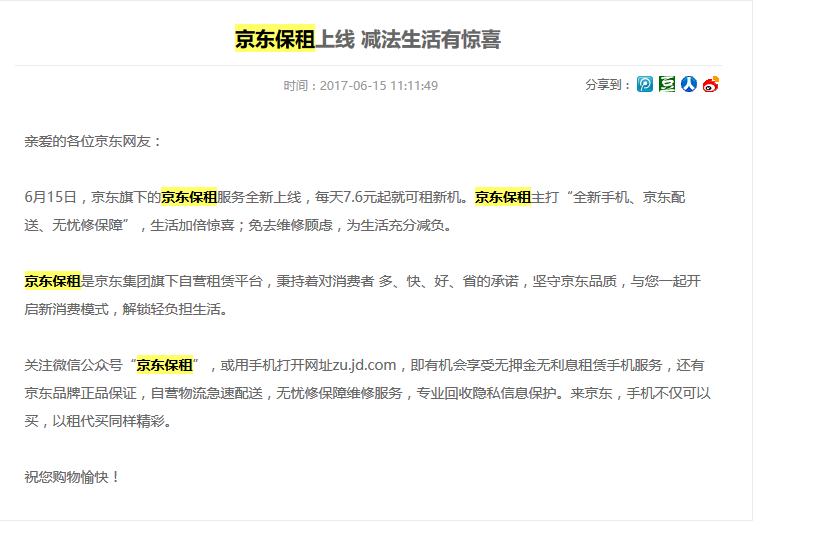 京东保租上线 减法生活有惊喜
时间：2017-06-15 11:11:49 分享到：
亲爱的各位京东网友：
6月15日，京东旗下的京东保租服务全新上线，每天7.6元起就可租新机。京东保租主打“全新手机、京东配
送、无忧修保障”，生活加倍惊喜；免去维修顾虑，为生活充分减负。
京东保租是京东集团旗下自营租赁平台，秉持着对消费者 多、快、好、省的承诺，坚守京东品质，与您一起开
启新消费模式，解锁轻负担生活。
关注微信公众号“京东保租”，或用手机打开网址zu.jd.com，即有机会享受无押金无利息租赁手机服务，还有
京东品牌正品保证，自营物流急速配送，无忧修保障维修服务，专业回收隐私信息保护。来京东，手机不仅可以
买，以租代买同样精彩。
祝您购物愉快！